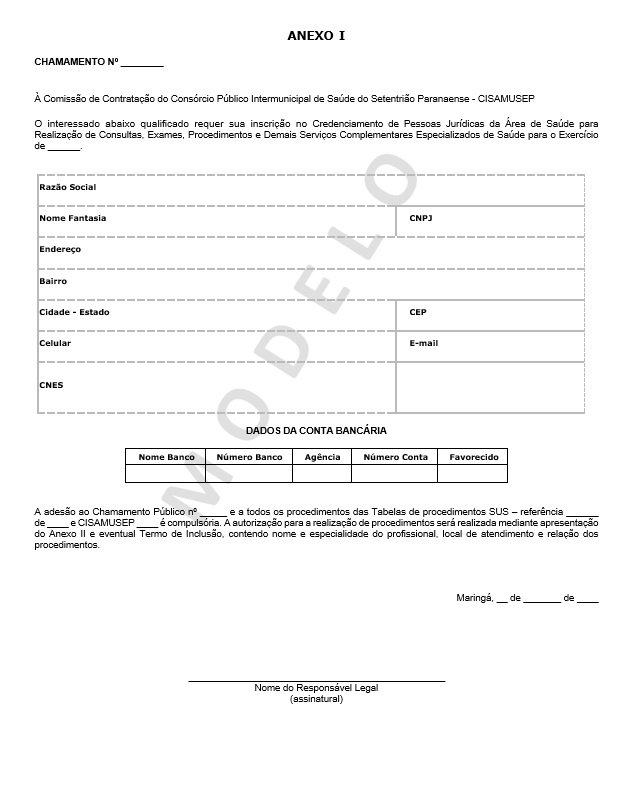 ANEXO I
CHAMAMENTO Nº ________
À Comissão de Contratação do Consórcio Público Intermunicipal de Saúde do Setentrião Paranaense - CISAMUSEP
O interessado abaixo qualificado requer sua inscrição no Credenciamento de Pessoas Jurídicas da Área de Saúde para
Realização de Consultas, Exames, Procedimentos e Demais Serviços Complementares Especializados de Saúde para o Exercício
de ______.
Razão Social
Nome Fantasia CNPJ
Endereço
Bairro
Cidade - Estado CEP
Celular E-mail
CNES
MODELO
DADOS DA CONTA BANCÁRIA
Nome Banco Número Banco Agência Número Conta Favorecido
A adesão ao Chamamento Público nº _____ e a todos os procedimentos das Tabelas de procedimentos SUS – referência ______
de ____ e CISAMUSEP ____ é compulsória. A autorização para a realização de procedimentos será realizada mediante apresentação
do Anexo II e eventual Termo de Inclusão, contendo nome e especialidade do profissional, local de atendimento e relação dos
procedimentos.
Maringá, __ de _______ de ____
Nome do Responsável Legal
(assinatural)